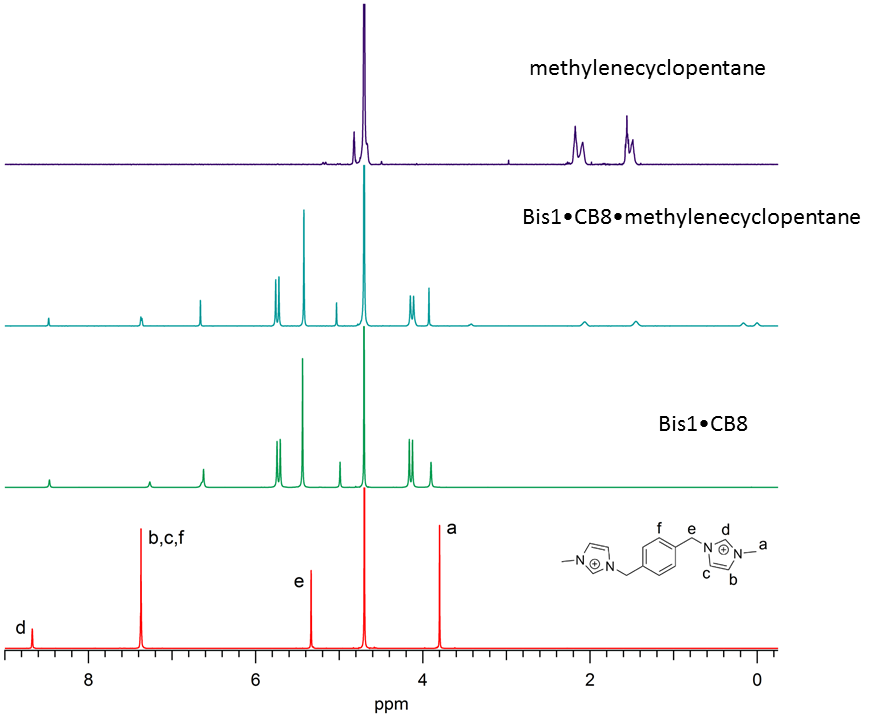 methylenecyclopentane
Bis1•CB8•methylenecyclopentane
Bis1•CB8
b,c,f
a
e
d
f e d
N N + N + N a
c b
8 6 4 2 0
ppm